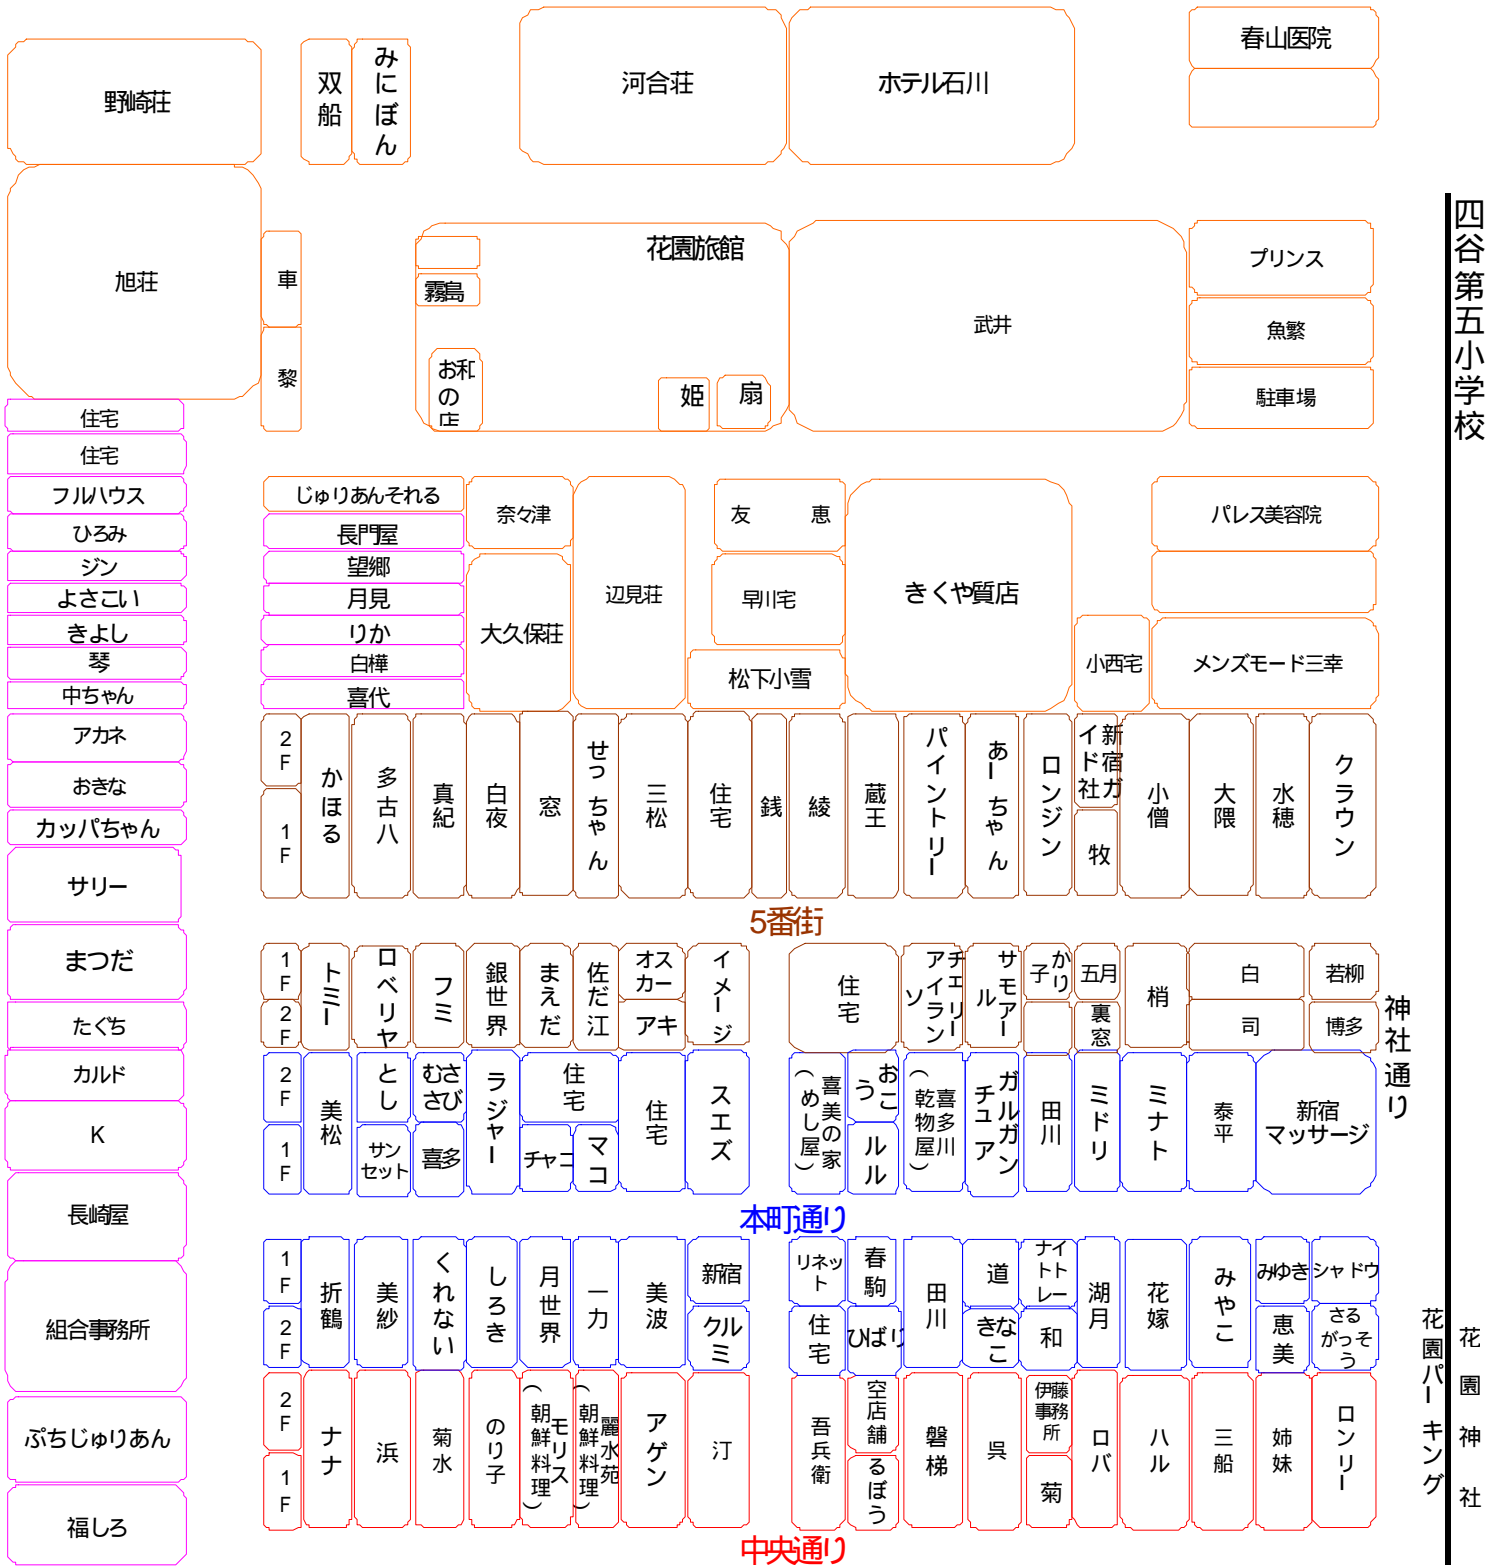 野崎荘
双船
みにぼん
河合荘
ホテル石川
春山医院
旭荘
車
黎
花園旅館
霧島
お和の店
姫
扇
武井
プリンス
魚繁
駐車場
四谷第五小学校
住宅
住宅
フルハウス
ひろみ
ジン
よさこい
きよし
琴
中ちゃん
アカネ
おきな
カッパちゃん
サリー
まつだ
たぐち
カルド
K
長崎屋
組合事務所
ぷちじゅりあん
福しろ
じゅりあんそれる
長門屋
望郷
月見
りか
白樺
喜代
奈々津
大久保荘
辺見荘
友 恵
早川宅
松下小雪
きくや質店
小西宅
パレス美容院
メンズモード三幸
2F
1F
かほる
多古八
真紀
白夜
窓
せっちゃん
三松
住宅
銭
綾
蔵王
パイントリー
あーちゃん
ロンジン
新宿ガイド社
牧
小僧
大隈
水穂
クラウン
5番街
1F
2F
トミー
ロベリヤ
フミ
銀世界
まえだ
佐だ江
オスカー
アキ
イメージ
住宅
チェリーアイランソ
サモアール
かり子
五月
裏窓
梢
白
司
若柳
博多
神社通り
2F
1F
美松
とし
サンセット
むささび
喜多
ラジャー
住宅
チャコ
マコ
住宅
スエズ
喜美の家
(めし屋)
おこう
ルル
喜多川
(乾物屋)
ガルガンチュア
田川
ミドリ
ミナト
泰平
新宿
マッサージ
本町通り
1F
2F
折鶴
美紗
くれない
しろき
月世界
一力
美波
新宿
クルミ
リネット
住宅
春駒
ひばり
田川
道
きなこ
ナイトトレー
和
湖月
花嫁
みやこ
みゆき
恵美
シャドウ
さるがっそう
2F
1F
ナナ
浜
菊水
のり子
モリス
(朝鮮料理)
麗水苑
(朝鮮料理)
アゲン
汀
吾兵衛
空店舗
るぼう
磐梯
呉
伊藤事務所
菊
ロバ
ハル
三船
姉妹
ロンリー
中央通り
花園パーキング
花園神社